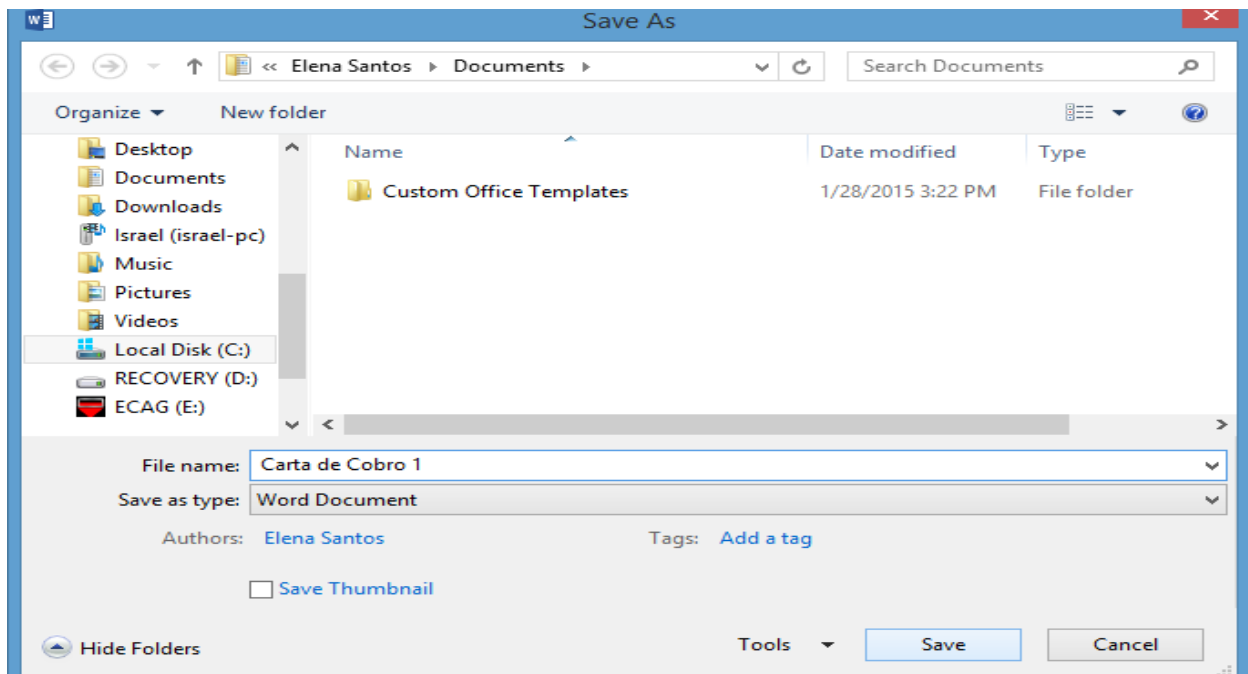 Save As
« Elena Santos Documents
Search Documents
Organize New folder
Desktop
Documents
Downloads
Israel (israel-pc)
Music
Pictures
Videos
Local Disk (C:)
RECOVERY (D:)
ECAG (E:)
Name Date modified Type
Custom Office Templates 1/28/2015 3:22 PM File folder
File name: Carta de Cobro 1
Save as type: Word Document
Authors: Elena Santos Tags: Add a tag
Save Thumbnail
Hide Folders Tools Save Cancel